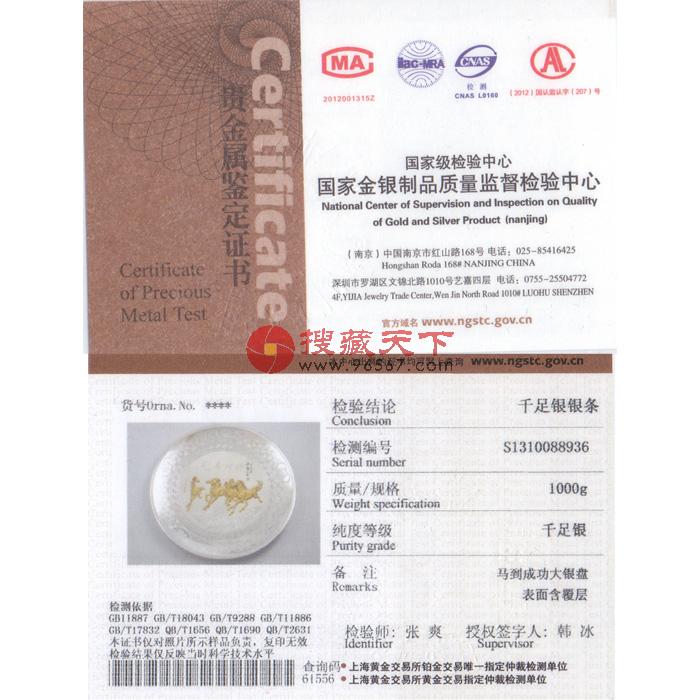 Certificate
贵金属鉴定证书
Certificate
of Precious
Metal Test
MA
2012001315Z
ilac-MRA
CNAS
检 测
CNAS L0160
AL
(2012)国认监认字(207)号
国家级检验中心
国家金银制品质量监督检验中心
National Center of Supervision and Inspection on Quality
of Gold and Silver Product (nanjing)
(南京)中国南京市红山路168号 电话：025-85416425
Hongshan Roda 168# NANJING CHINA
深圳市罗湖区文锦北路1010号艺嘉四层 电话：0755-25504772
4F,YIJIA Jewelry Trade Center,Wen Jin North Road 1010# LUOHU SHENZHEN
官方域名 www.ngstc.gov.cn
搜藏天下
www.96567.com
www.ngstc.gov.cn
货号Orna.No. ****
检验结论 千足银银条
Conclusion
检测编号 S1310088936
Serial number
质量/规格 1000g
Weight specification
纯度等级 千足银
Purity grade
备 注 马到成功大银盘
Remarks 表面含覆层
检测依据
GB11887 GB/T18043 GB/T9288 GB/T11886
GB/T17832 QB/T1656 QB/T1690 QB/T2631
本证书仅对照片所示样品负责，复印无效
检验结果仅反映当时科学技术水平
检验师：张 爽 授权签字人：韩 冰
Identifier Supervisor
查询码
61556
•上海黄金交易所铂金交易唯一指定仲裁检测单位
•上海黄金交易所黄金交易指定仲裁检测单位